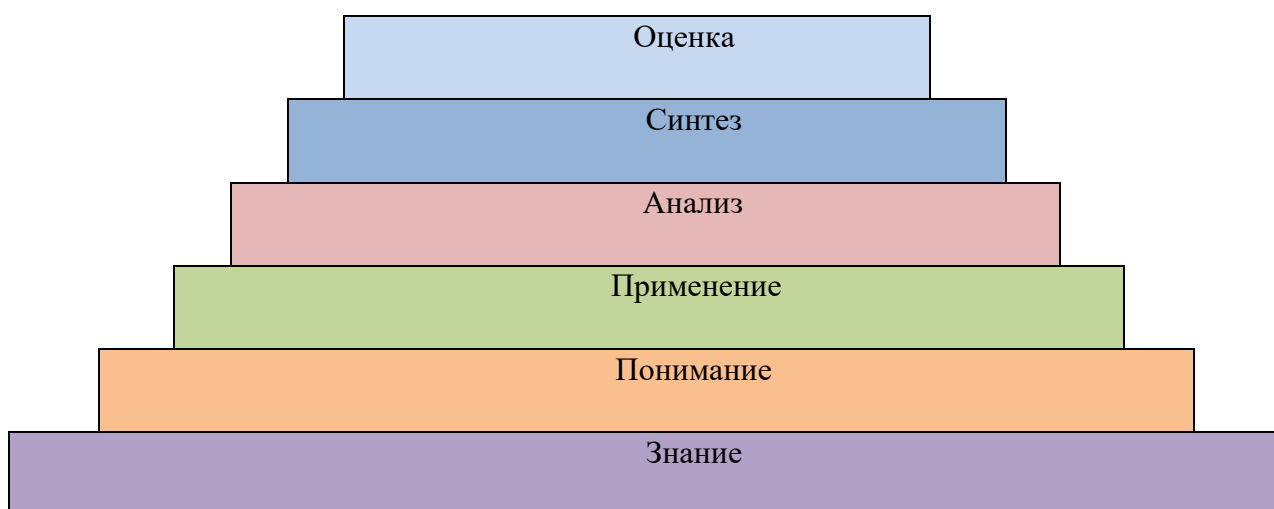 Оценка
Синтез
Анализ
Применение
Понимание
Знание